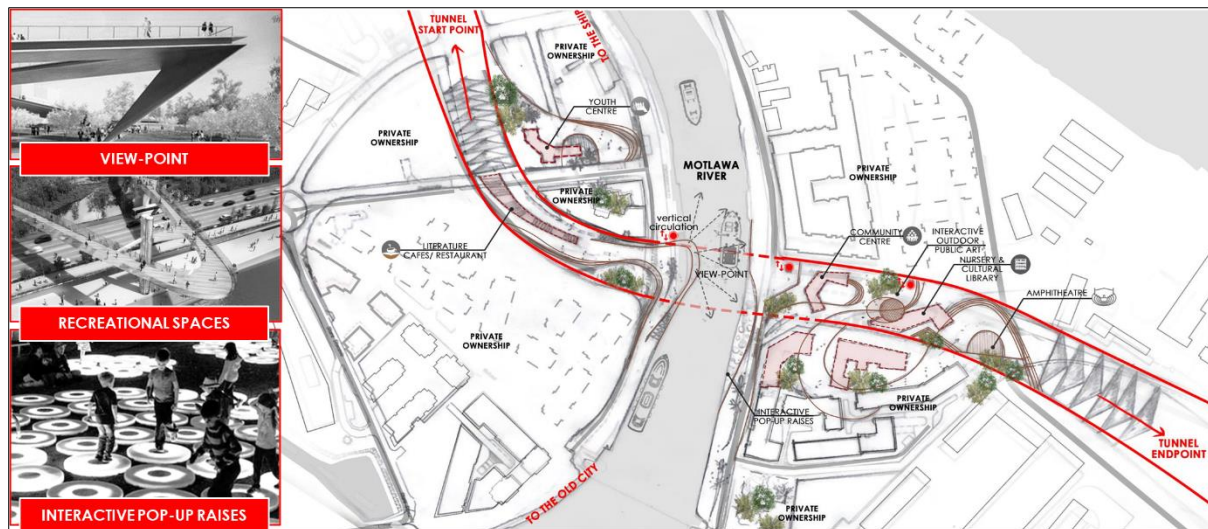 VIEW-POINT
RECREATIONAL SPACES
INTERACTIVE POP-UP RAISES
TUNNEL
START POINT
TO THE SHIP
PRIVATE
OWNERSHIP
YOUTH
CENTRE
PRIVATE
OWNERSHIP
PRIVATE
OWNERSHIP
MOTLAWA
RIVER
PRIVATE
OWNERSHIP
vertical
circulation
LITERATURE
CAFES/ RESTAURANT
VIEW-POINT
COMMUNITY
CENTRE
INTERACTIVE
OUTDOOR
PUBLIC ART
NURSERY &
CULTURAL
LIBRARY
AMPHITHEATRE
PRIVATE
OWNERSHIP
PRIVATE
OWNERSHIP
INTERACTIVE
POP-UP RAISES
TUNNEL
ENDPOINT
TO THE OLD CITY